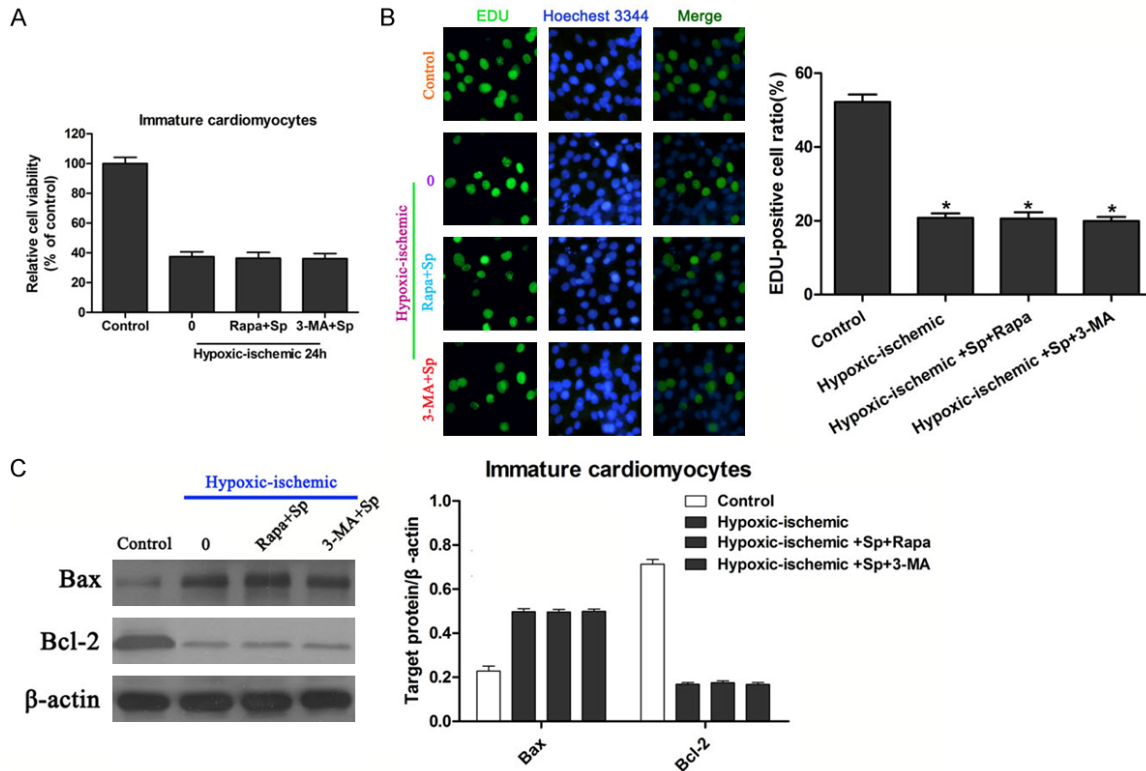 A
Immature cardiomyocytes
Relative cell viability
(% of control)
120
100
80
60
40
20
0
Control
0
Rapa+Sp
3-MA+Sp
Hypoxic-ischemic 24h
B
EDU
Hoechest 3344
Merge
Control
0
Rapa+Sp
3-MA+Sp
Hypoxic-ischemic
EDU-positive cell ratio(%)
60
40
20
0
*
*
*
Control
Hypoxic-ischemic
Hypoxic-ischemic +Sp+Rapa
Hypoxic-ischemic +Sp+3-MA
C
Hypoxic-ischemic
Control
0
Rapa+Sp
3-MA+Sp
Bax
Bcl-2
β-actin
Immature cardiomyocytes
Target protein/β -actin
1.0
0.8
0.6
0.4
0.2
0.0
Control
Hypoxic-ischemic
Hypoxic-ischemic +Sp+Rapa
Hypoxic-ischemic +Sp+3-MA
Bax
Bcl-2